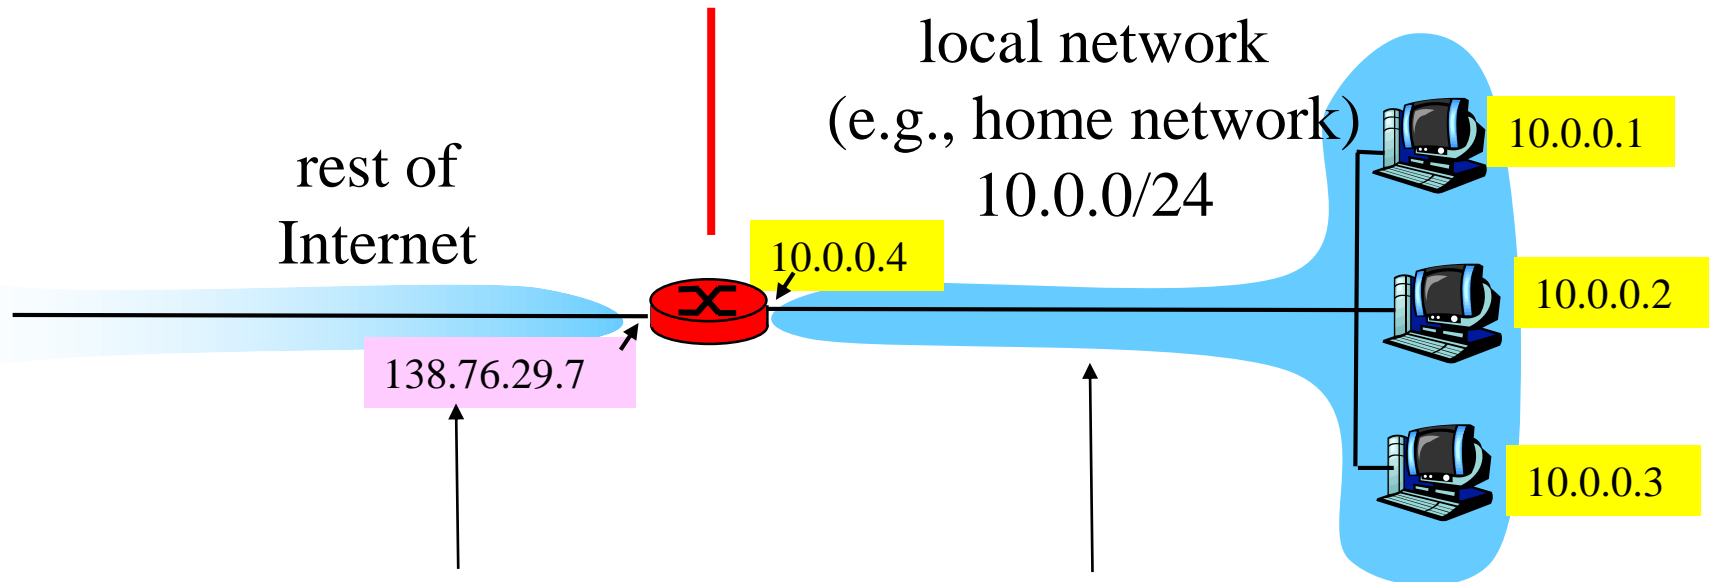 rest of
Internet
local network
(e.g., home network)
10.0.0/24
10.0.0.4
138.76.29.7
10.0.0.1
10.0.0.2
10.0.0.3